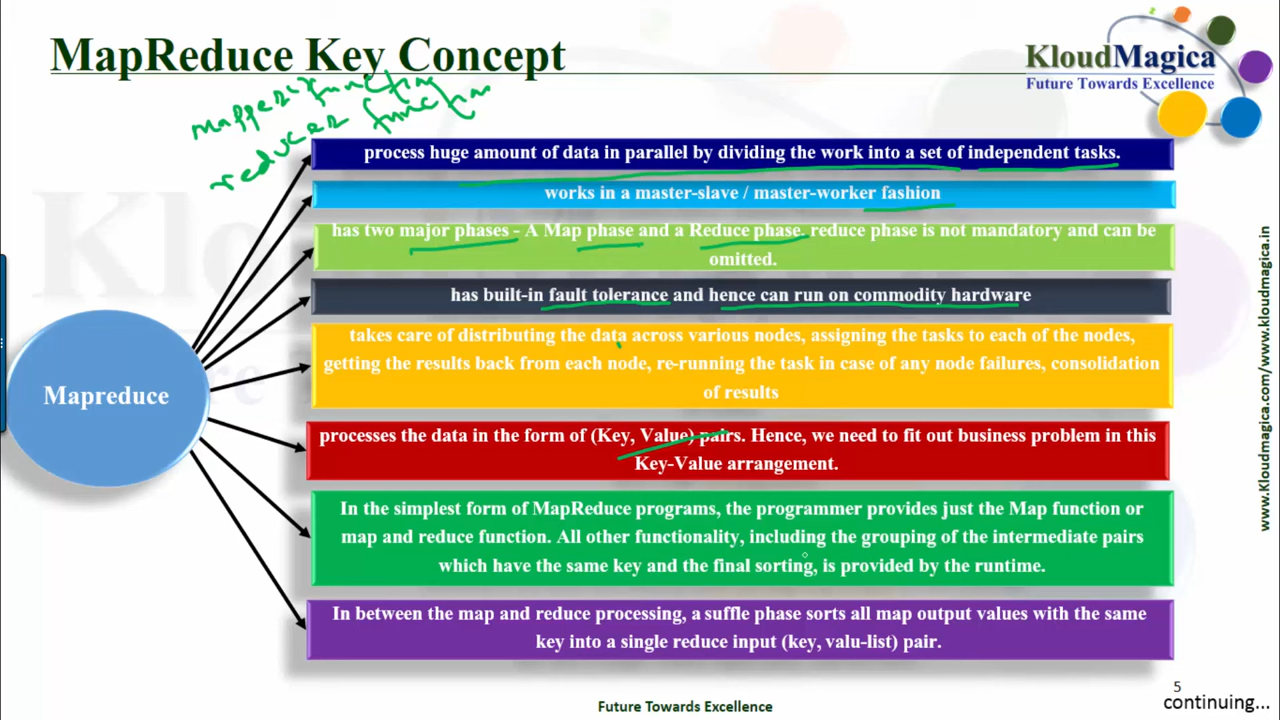 MapReduce Key Concept
KloudMagica
Future Towards Excellence
mapper function
reducer function
process huge amount of data in parallel by dividing the work into a set of independent tasks.
works in a master-slave / master-worker fashion
has two major phases - A Map phase and a Reduce phase. reduce phase is not mandatory and can be
omitted.
has built-in fault tolerance and hence can run on commodity hardware
takes care of distributing the data across various nodes, assigning the tasks to each of the nodes,
getting the results back from each node, re-running the task in case of any node failures, consolidation
of results
Mapreduce
processes the data in the form of (Key, Value) pairs. Hence, we need to fit out business problem in this
Key-Value arrangement.
In the simplest form of MapReduce programs, the programmer provides just the Map function or
map and reduce function. All other functionality, including the grouping of the intermediate pairs
which have the same key and the final sorting, is provided by the runtime.
In between the map and reduce processing, a suffle phase sorts all map output values with the same
key into a single reduce input (key, valu-list) pair.
www.Kloudmagica.com/www.kloudmagica.in
Future Towards Excellence
5
continuing...